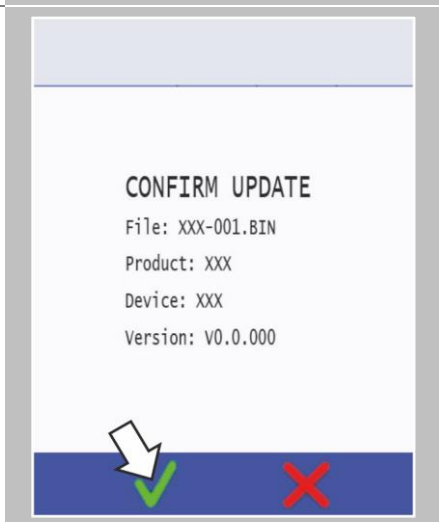 CONFIRM UPDATE
File: XXX-001.BIN
Product: XXX
Device: XXX
Version: V0.0.000